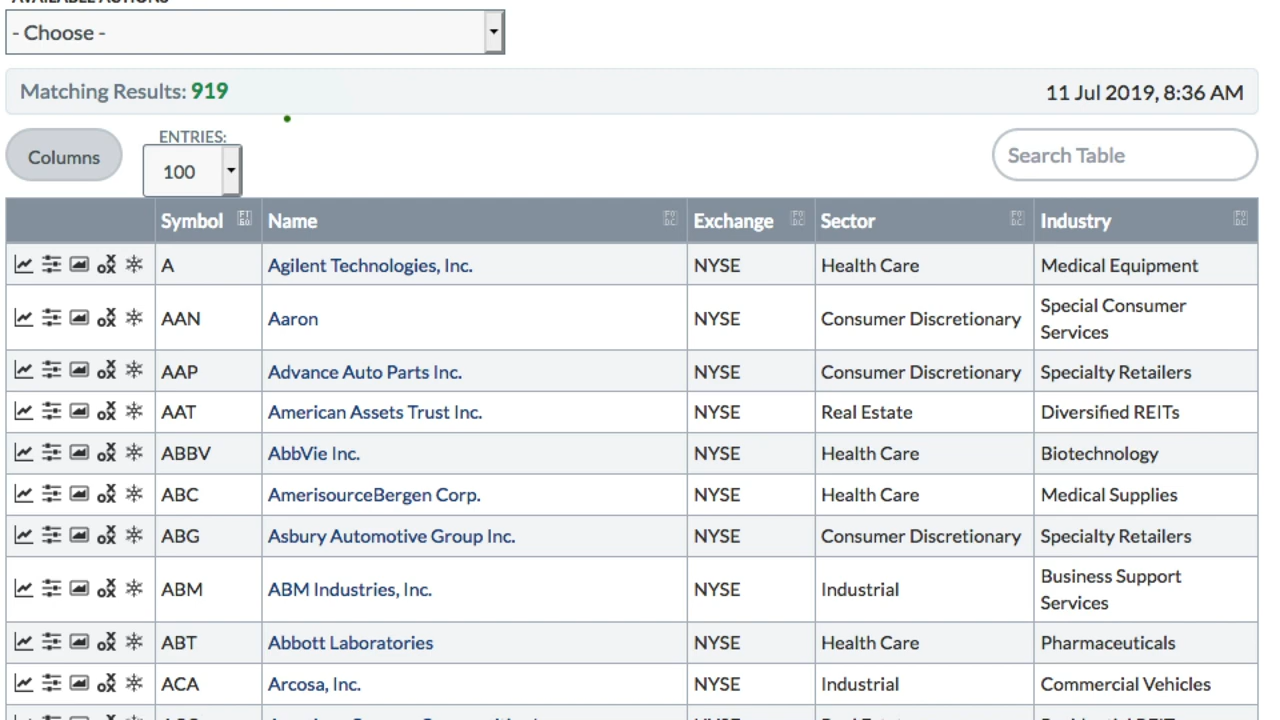 AVAILABLE ACTIONS
- Choose -
Matching Results: 919
11 Jul 2019, 8:36 AM
Columns
ENTRIES:
100
Search Table
Symbol Name Exchange Sector Industry
A Agilent Technologies, Inc. NYSE Health Care Medical Equipment
AAN Aaron NYSE Consumer Discretionary Special Consumer
Services
AAP Advance Auto Parts Inc. NYSE Consumer Discretionary Specialty Retailers
AAT American Assets Trust Inc. NYSE Real Estate Diversified REITs
ABBV AbbVie Inc. NYSE Health Care Biotechnology
ABC AmerisourceBergen Corp. NYSE Health Care Medical Supplies
ABG Asbury Automotive Group Inc. NYSE Consumer Discretionary Specialty Retailers
ABM ABM Industries, Inc. NYSE Industrial Business Support
Services
ABT Abbott Laboratories NYSE Health Care Pharmaceuticals
ACA Arcosa, Inc. NYSE Industrial Commercial Vehicles